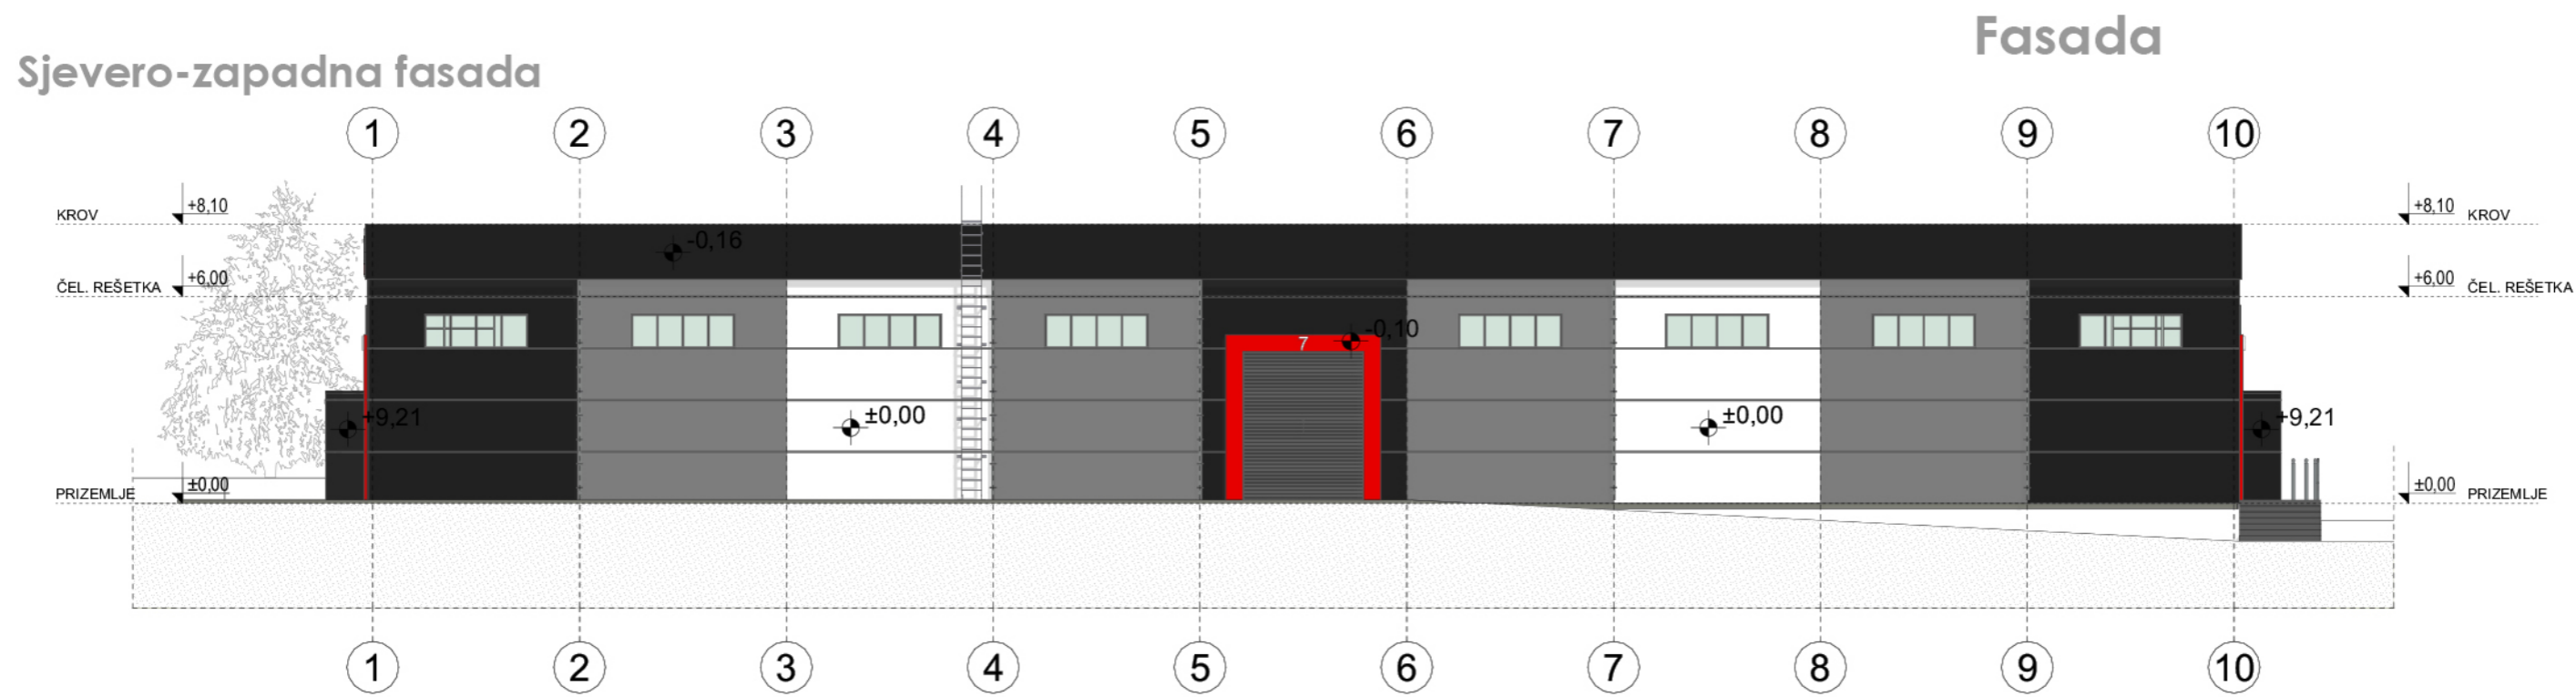 Fasada
Sjevero-zapadna fasada
1 2 3 4 5 6 7 8 9 10
KROV +8,10 +8,10 KROV
-0,16
ČEL. REŠETKA +6,00 +6,00 ČEL. REŠETKA
7 -0,10
+9,21 ±0,00 ±0,00 +9,21
PRIZEMLJE ±0,00 ±0,00 PRIZEMLJE
1 2 3 4 5 6 7 8 9 10